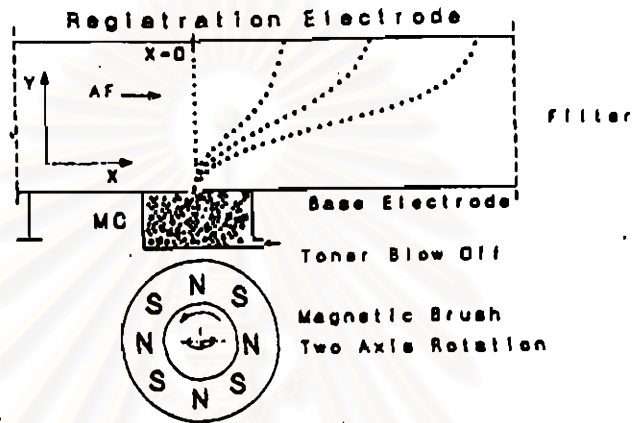 Registration Electrode
X=0
Y
AF
X
Filter
Base Electrode
MC
Toner Blow Off
N
S S
N N
S S
N
Magnetic Brush
Two Axis Rotation